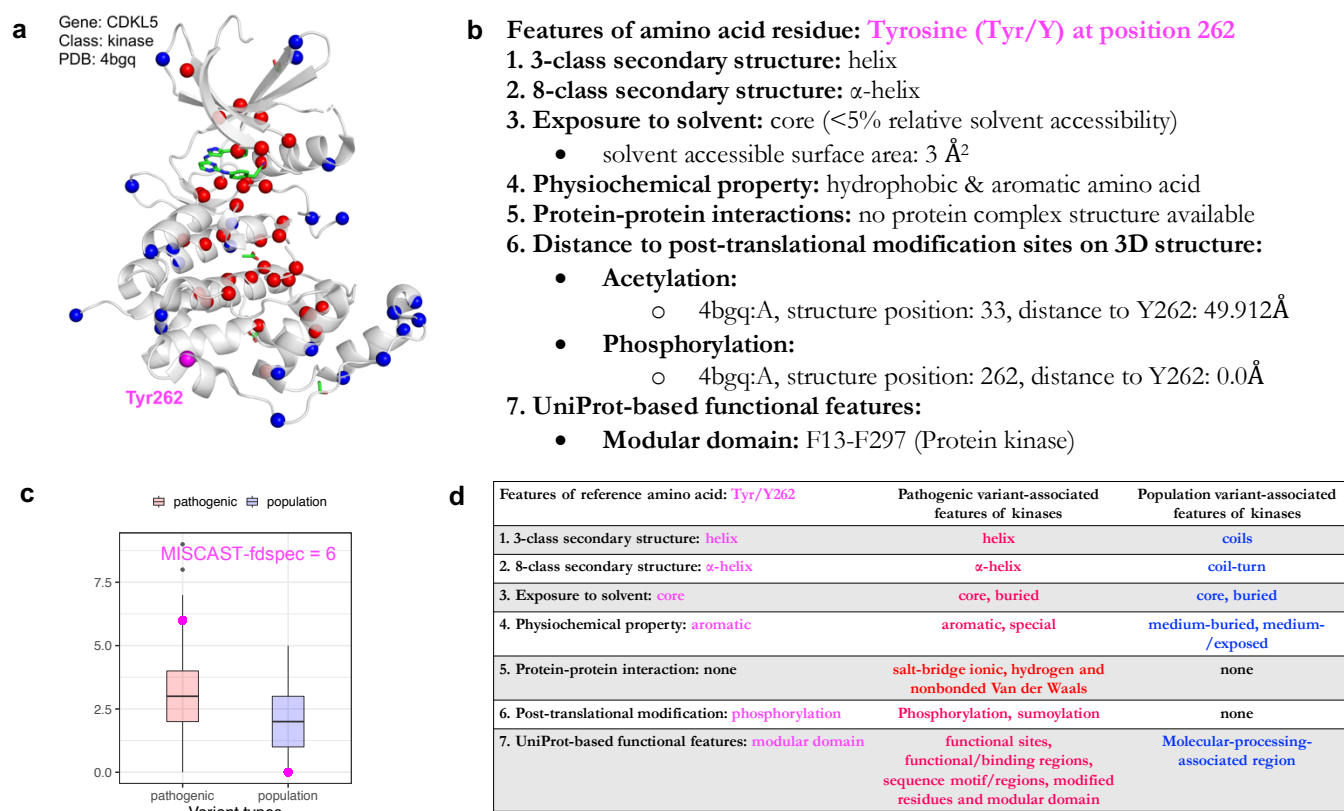 a
Gene: CDKL5
Class: kinase
PDB: 4bgq
Tyr262
b
Features of amino acid residue: Tyrosine (Tyr/Y) at position 262
1. 3-class secondary structure: helix
2. 8-class secondary structure: α-helix
3. Exposure to solvent: core (<5% relative solvent accessibility)
• solvent accessible surface area: 3 Å²
4. Physiochemical property: hydrophobic & aromatic amino acid
5. Protein-protein interactions: no protein complex structure available
6. Distance to post-translational modification sites on 3D structure:
• Acetylation:
o 4bgq:A, structure position: 33, distance to Y262: 49.912Å
• Phosphorylation:
o 4bgq:A, structure position: 262, distance to Y262: 0.0Å
7. UniProt-based functional features:
• Modular domain: F13-F297 (Protein kinase)
c
pathogenic population
MISCAST-fdspec = 6
7.5
5.0
2.5
0.0
pathogenic population
Variant types
d
Features of reference amino acid: Tyr/Y262
Pathogenic variant-associated
features of kinases
Population variant-associated
features of kinases
1. 3-class secondary structure: helix
helix
coils
2. 8-class secondary structure: α-helix
α-helix
coil-turn
3. Exposure to solvent: core
core, buried
core, buried
4. Physiochemical property: aromatic
aromatic, special
medium-buried, medium-
/exposed
5. Protein-protein interaction: none
salt-bridge ionic, hydrogen and
nonbonded Van der Waals
none
6. Post-translational modification: phosphorylation
Phosphorylation, sumoylation
none
7. UniProt-based functional features: modular domain
functional sites,
functional/binding regions,
sequence motif/regions, modified
residues and modular domain
Molecular-processing-
associated region